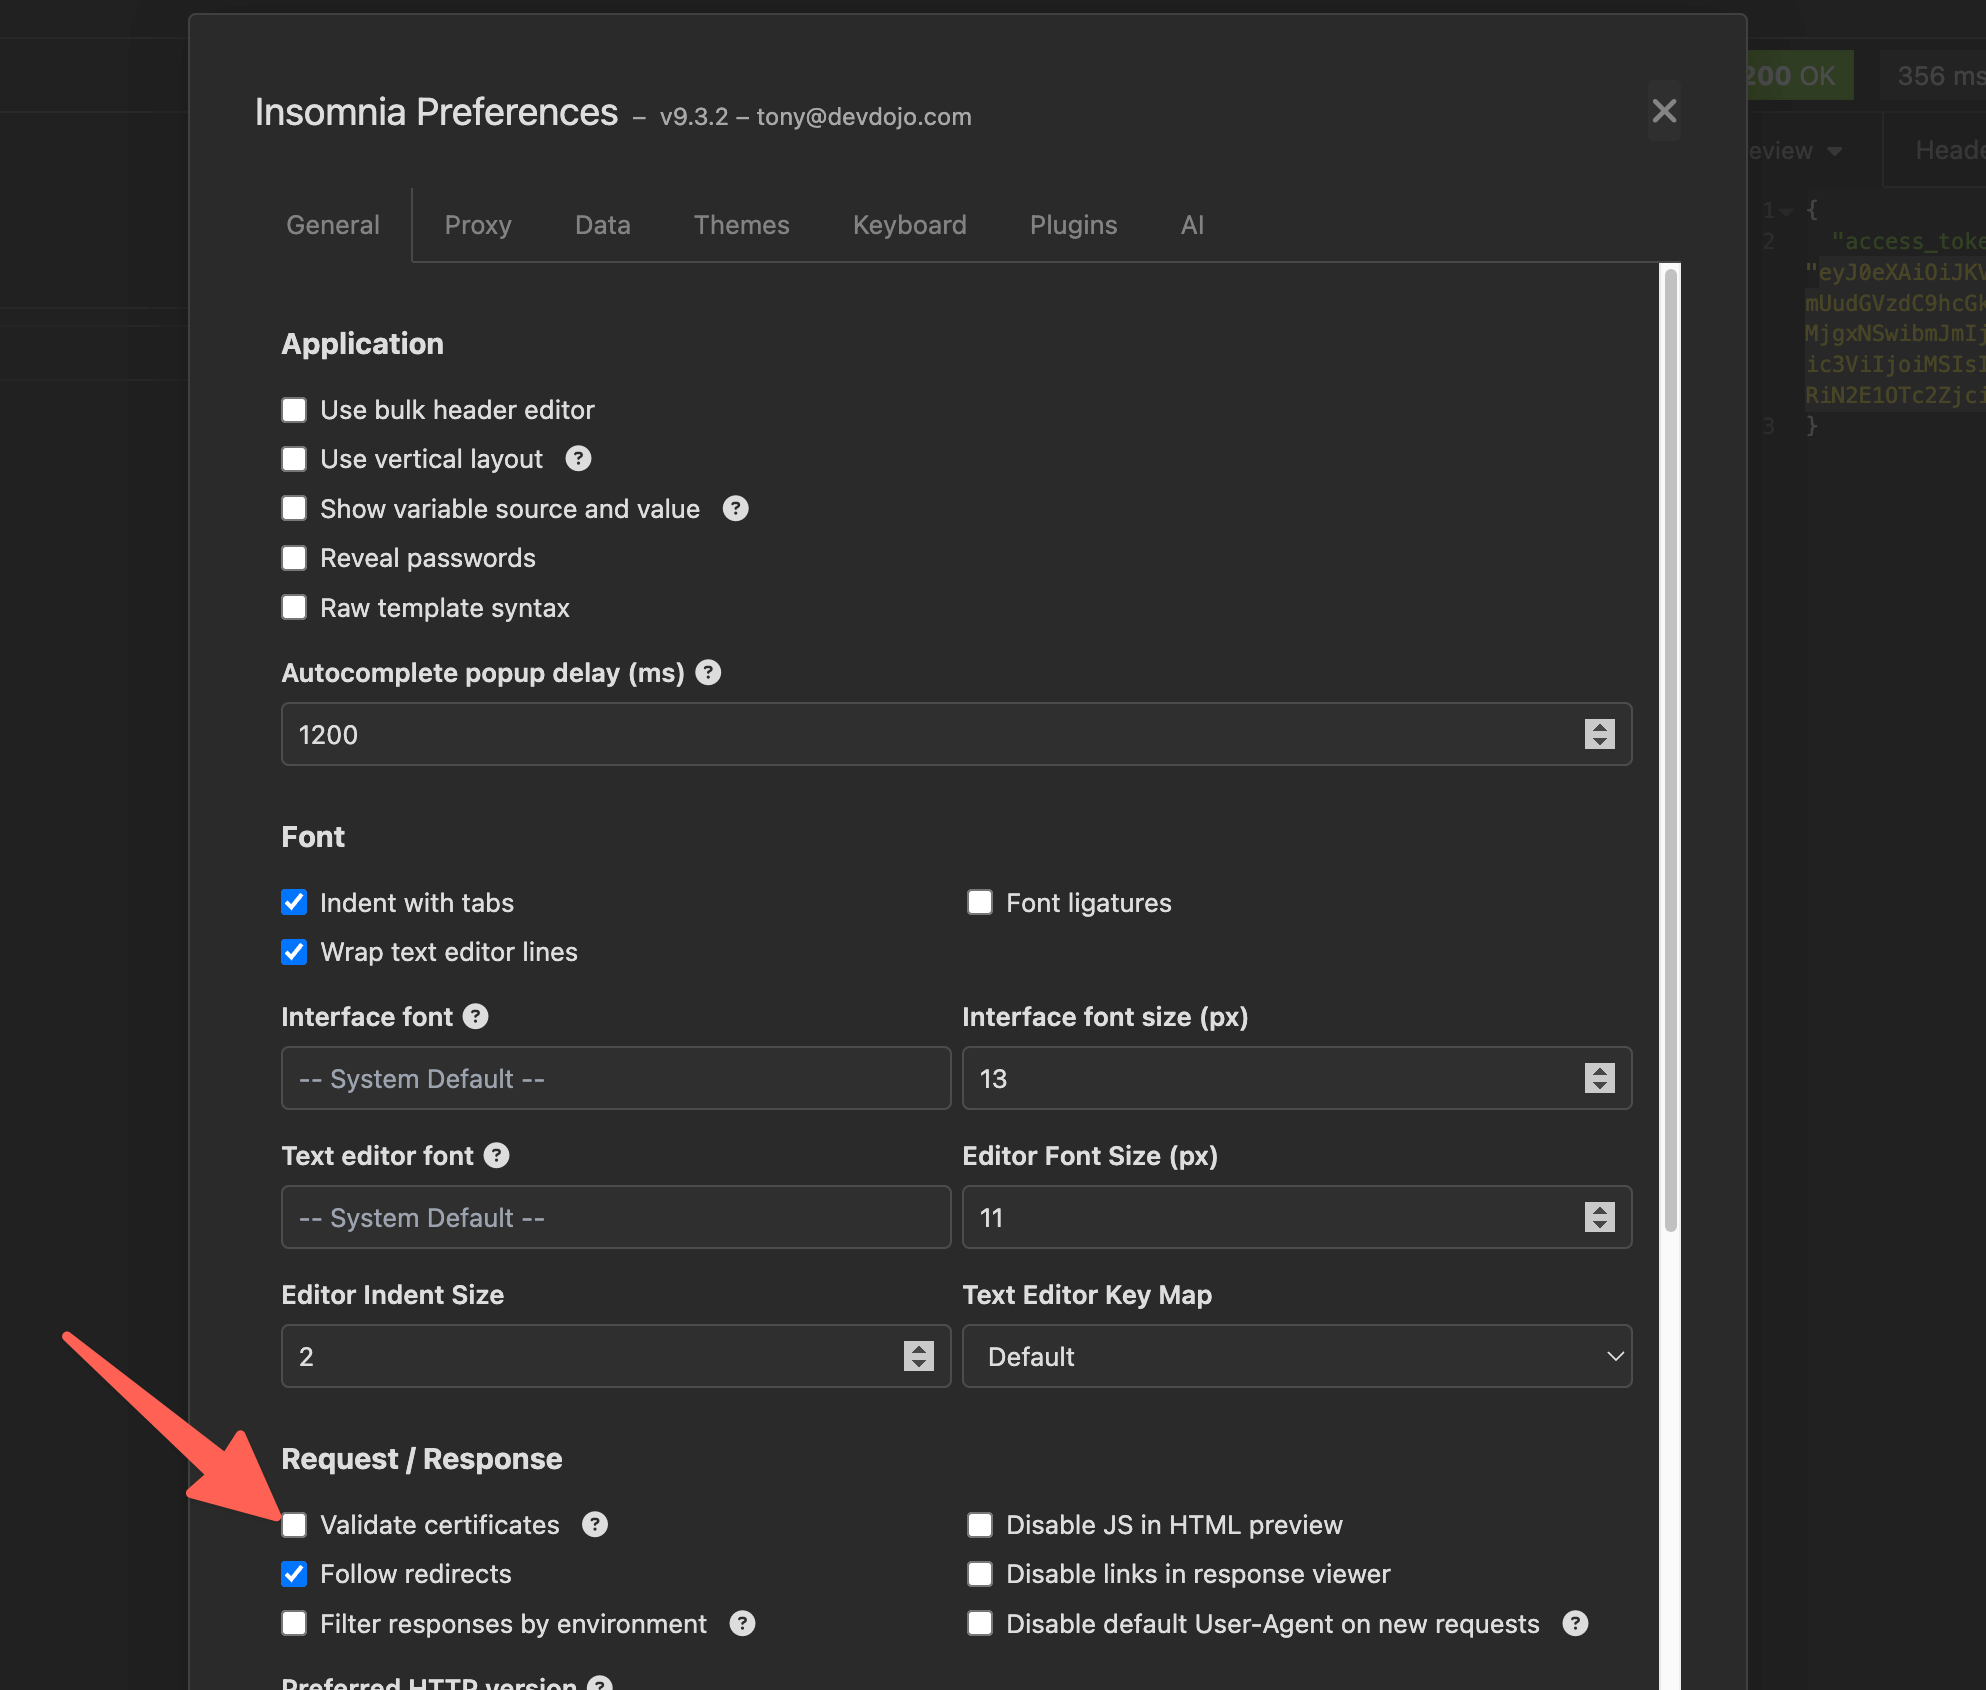 Insomnia Preferences – v9.3.2 – tony@devdojo.com
General Proxy Data Themes Keyboard Plugins AI
Application
Use bulk header editor
Use vertical layout ?
Show variable source and value ?
Reveal passwords
Raw template syntax
Autocomplete popup delay (ms) ?
1200
Font
Indent with tabs Font ligatures
Wrap text editor lines
Interface font ? Interface font size (px)
-- System Default -- 13
Text editor font ? Editor Font Size (px)
-- System Default -- 11
Editor Indent Size Text Editor Key Map
2 Default
Request / Response
Validate certificates ? Disable JS in HTML preview
Follow redirects Disable links in response viewer
Filter responses by environment ? Disable default User-Agent on new requests ?
Preferred HTTP version ?
200 OK 356 ms
eview Heade
1 {
2 "access_toke
"eyJ0eXAiOiJKV
mUudGVzdC9hcGk
MjgxNSwibmJmIj
ic3ViIjoiMSIsI
RiN2E1OTc2Zjci
3 }